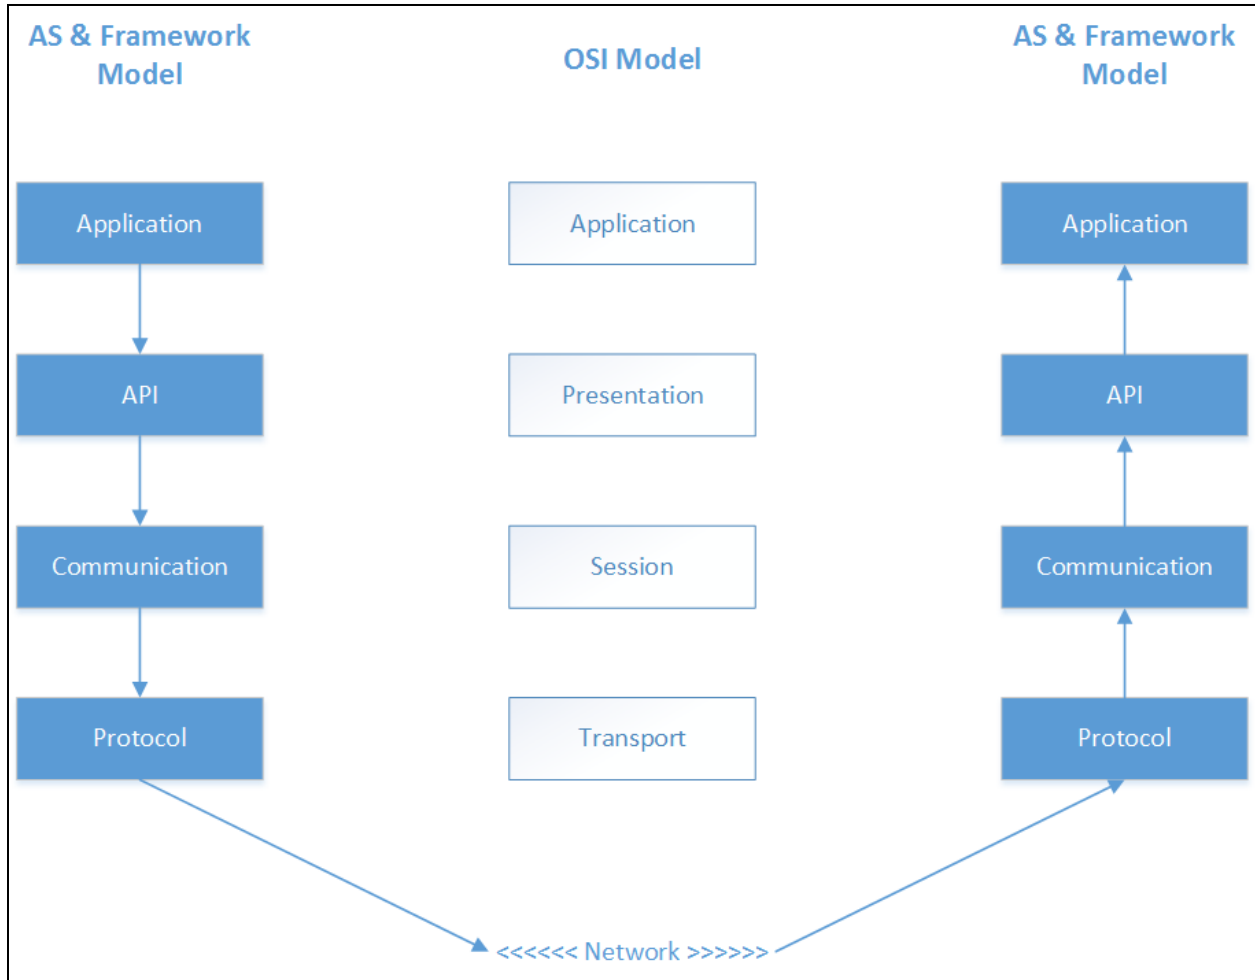 AS & Framework
Model
OSI Model
AS & Framework
Model
Application
Application
Application
API
Presentation
API
Communication
Session
Communication
Protocol
Transport
Protocol
<<<<<< Network >>>>>>